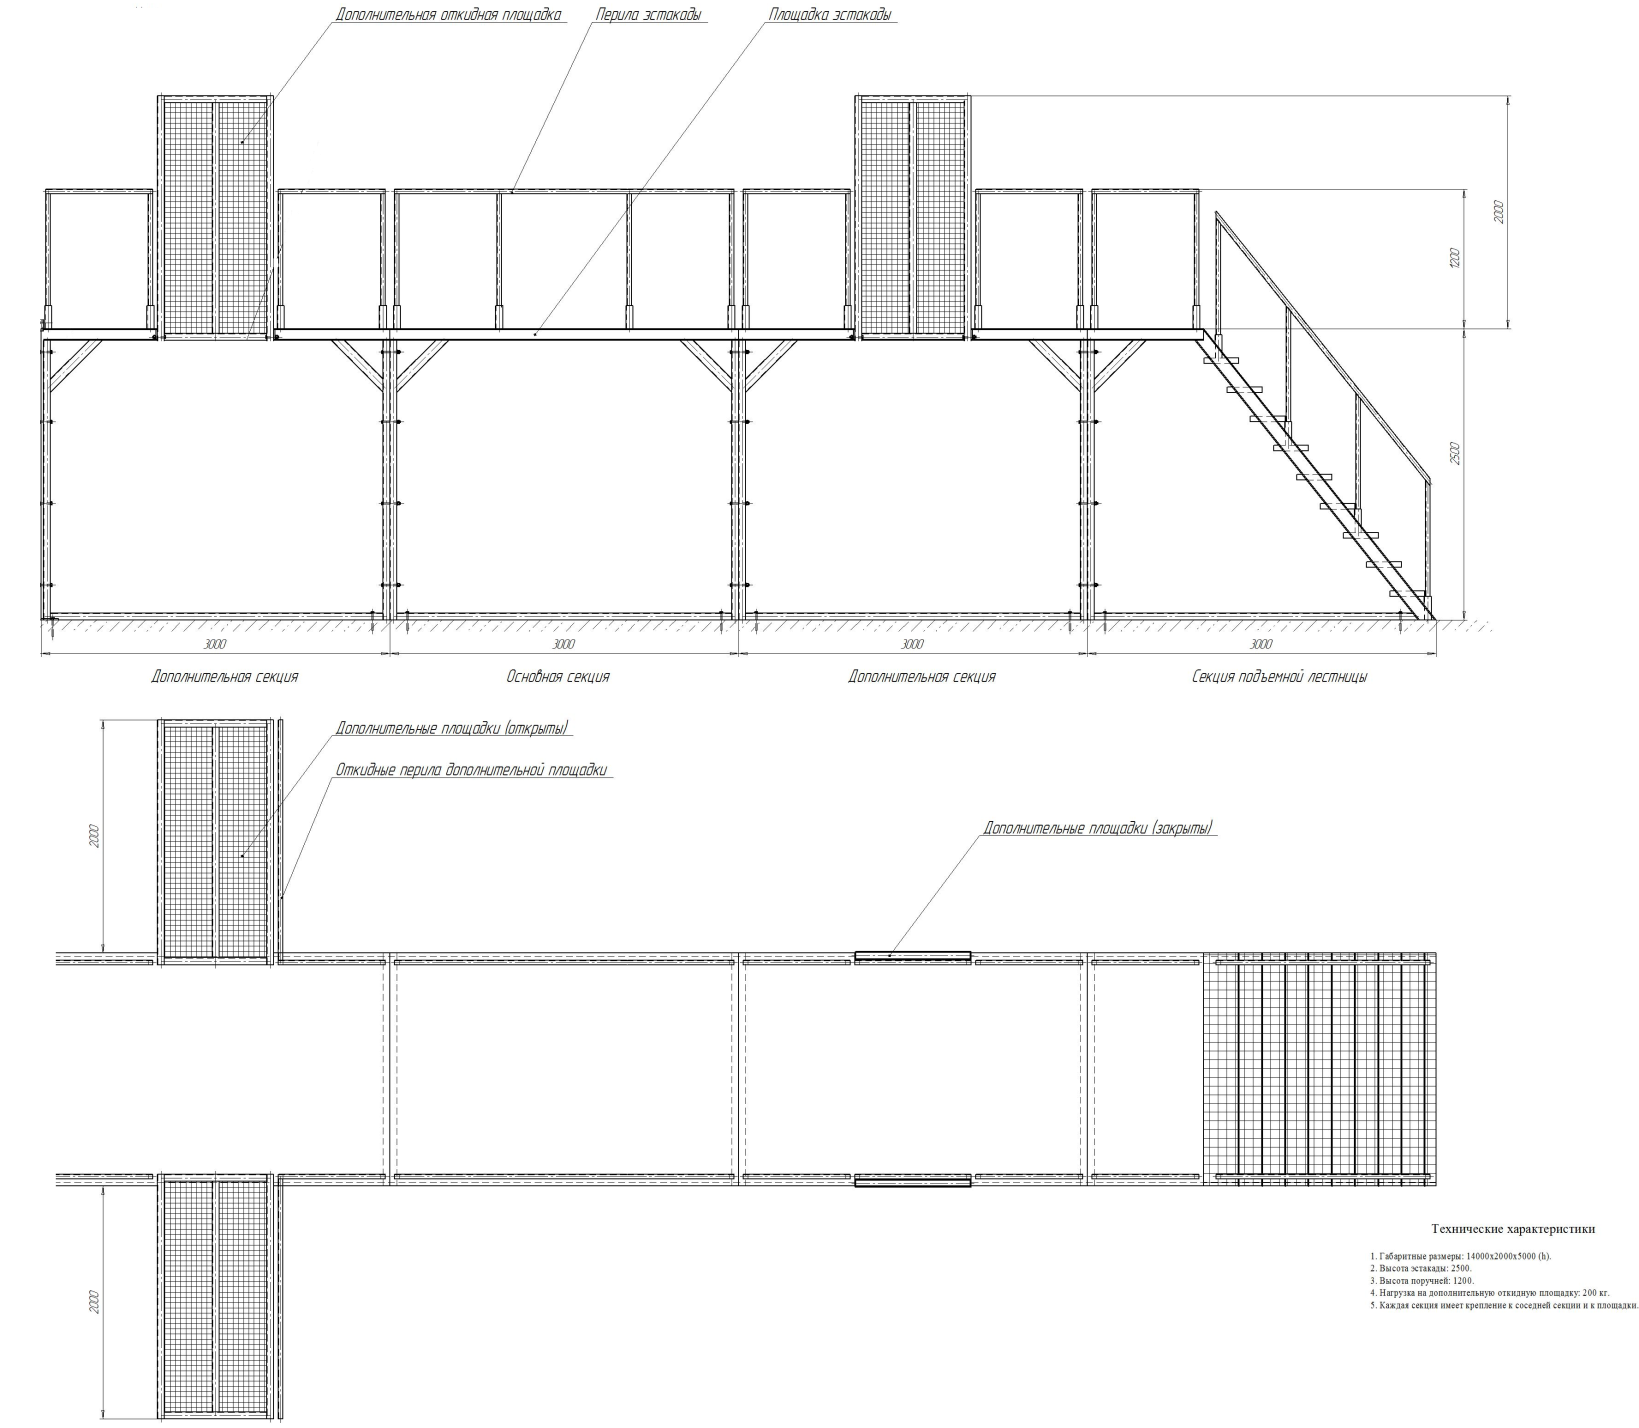 Дополнительная откидная площадка
Перила эстакады
Площадка эстакады
2000
1200
2500
3000
3000
3000
3000
Дополнительная секция
Основная секция
Дополнительная секция
Секция подъемной лестницы
Дополнительные площадки (открыты)
Откидные перила дополнительной площадки
2000
Дополнительные площадки (закрыты)
2000
Технические характеристики
1. Габаритные размеры: 14000х2000х5000 (h).
2. Высота эстакады: 2500.
3. Высота поручней: 1200.
4. Нагрузка на дополнительную откидную площадку: 200 кг.
5. Каждая секция имеет крепление к соседней секции и к площадки.